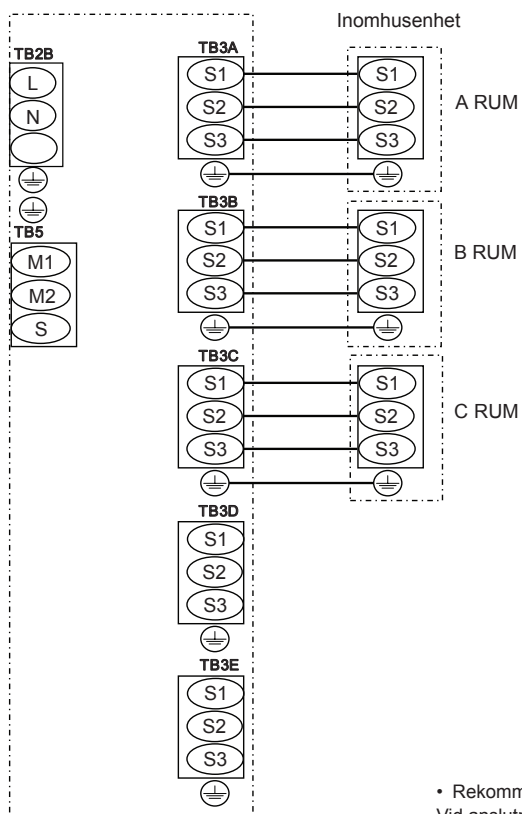 Inomhusenhet
TB2B
L
N
TB5
M1
M2
S
TB3A
S1
S2
S3
S1
S2
S3
A RUM
TB3B
S1
S2
S3
S1
S2
S3
B RUM
TB3C
S1
S2
S3
S1
S2
S3
C RUM
TB3D
S1
S2
S3
TB3E
S1
S2
S3